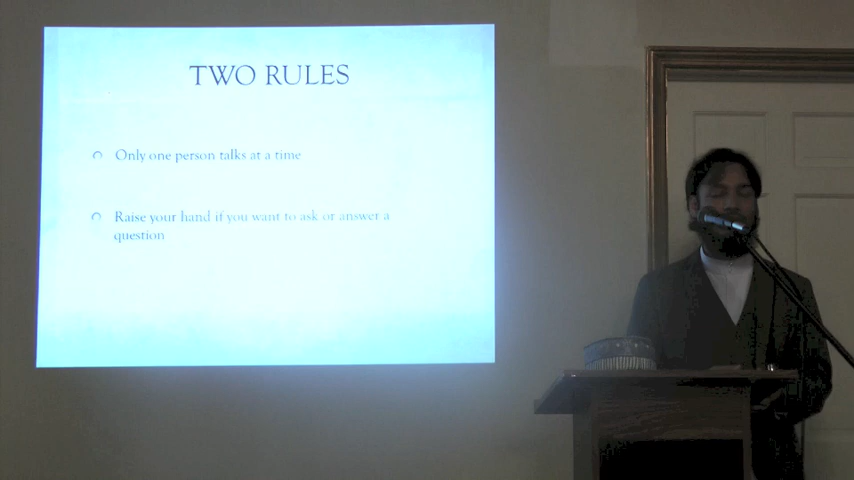 TWO RULES
Only one person talks at a time
Raise your hand if you want to ask or answer a
question